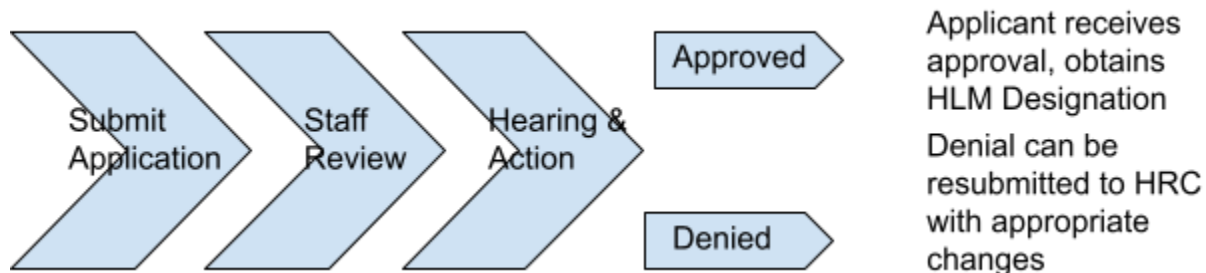 Submit
Application
Staff
Review
Hearing &
Action
Approved
Applicant receives
approval, obtains
HLM Designation
Denied
Denial can be
resubmitted to HRC
with appropriate
changes